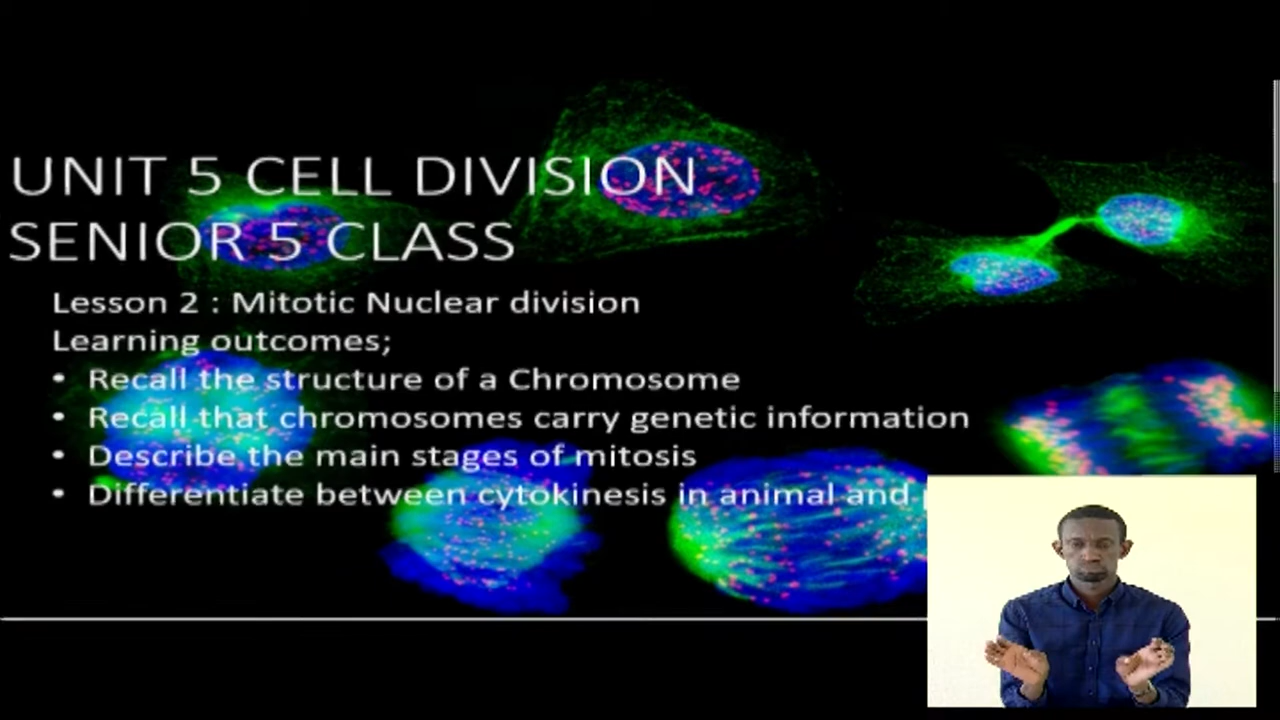 UNIT 5 CELL DIVISION
SENIOR 5 CLASS
Lesson 2 : Mitotic Nuclear division
Learning outcomes;
• Recall the structure of a Chromosome
• Recall that chromosomes carry genetic information
• Describe the main stages of mitosis
• Differentiate between cytokinesis in animal and